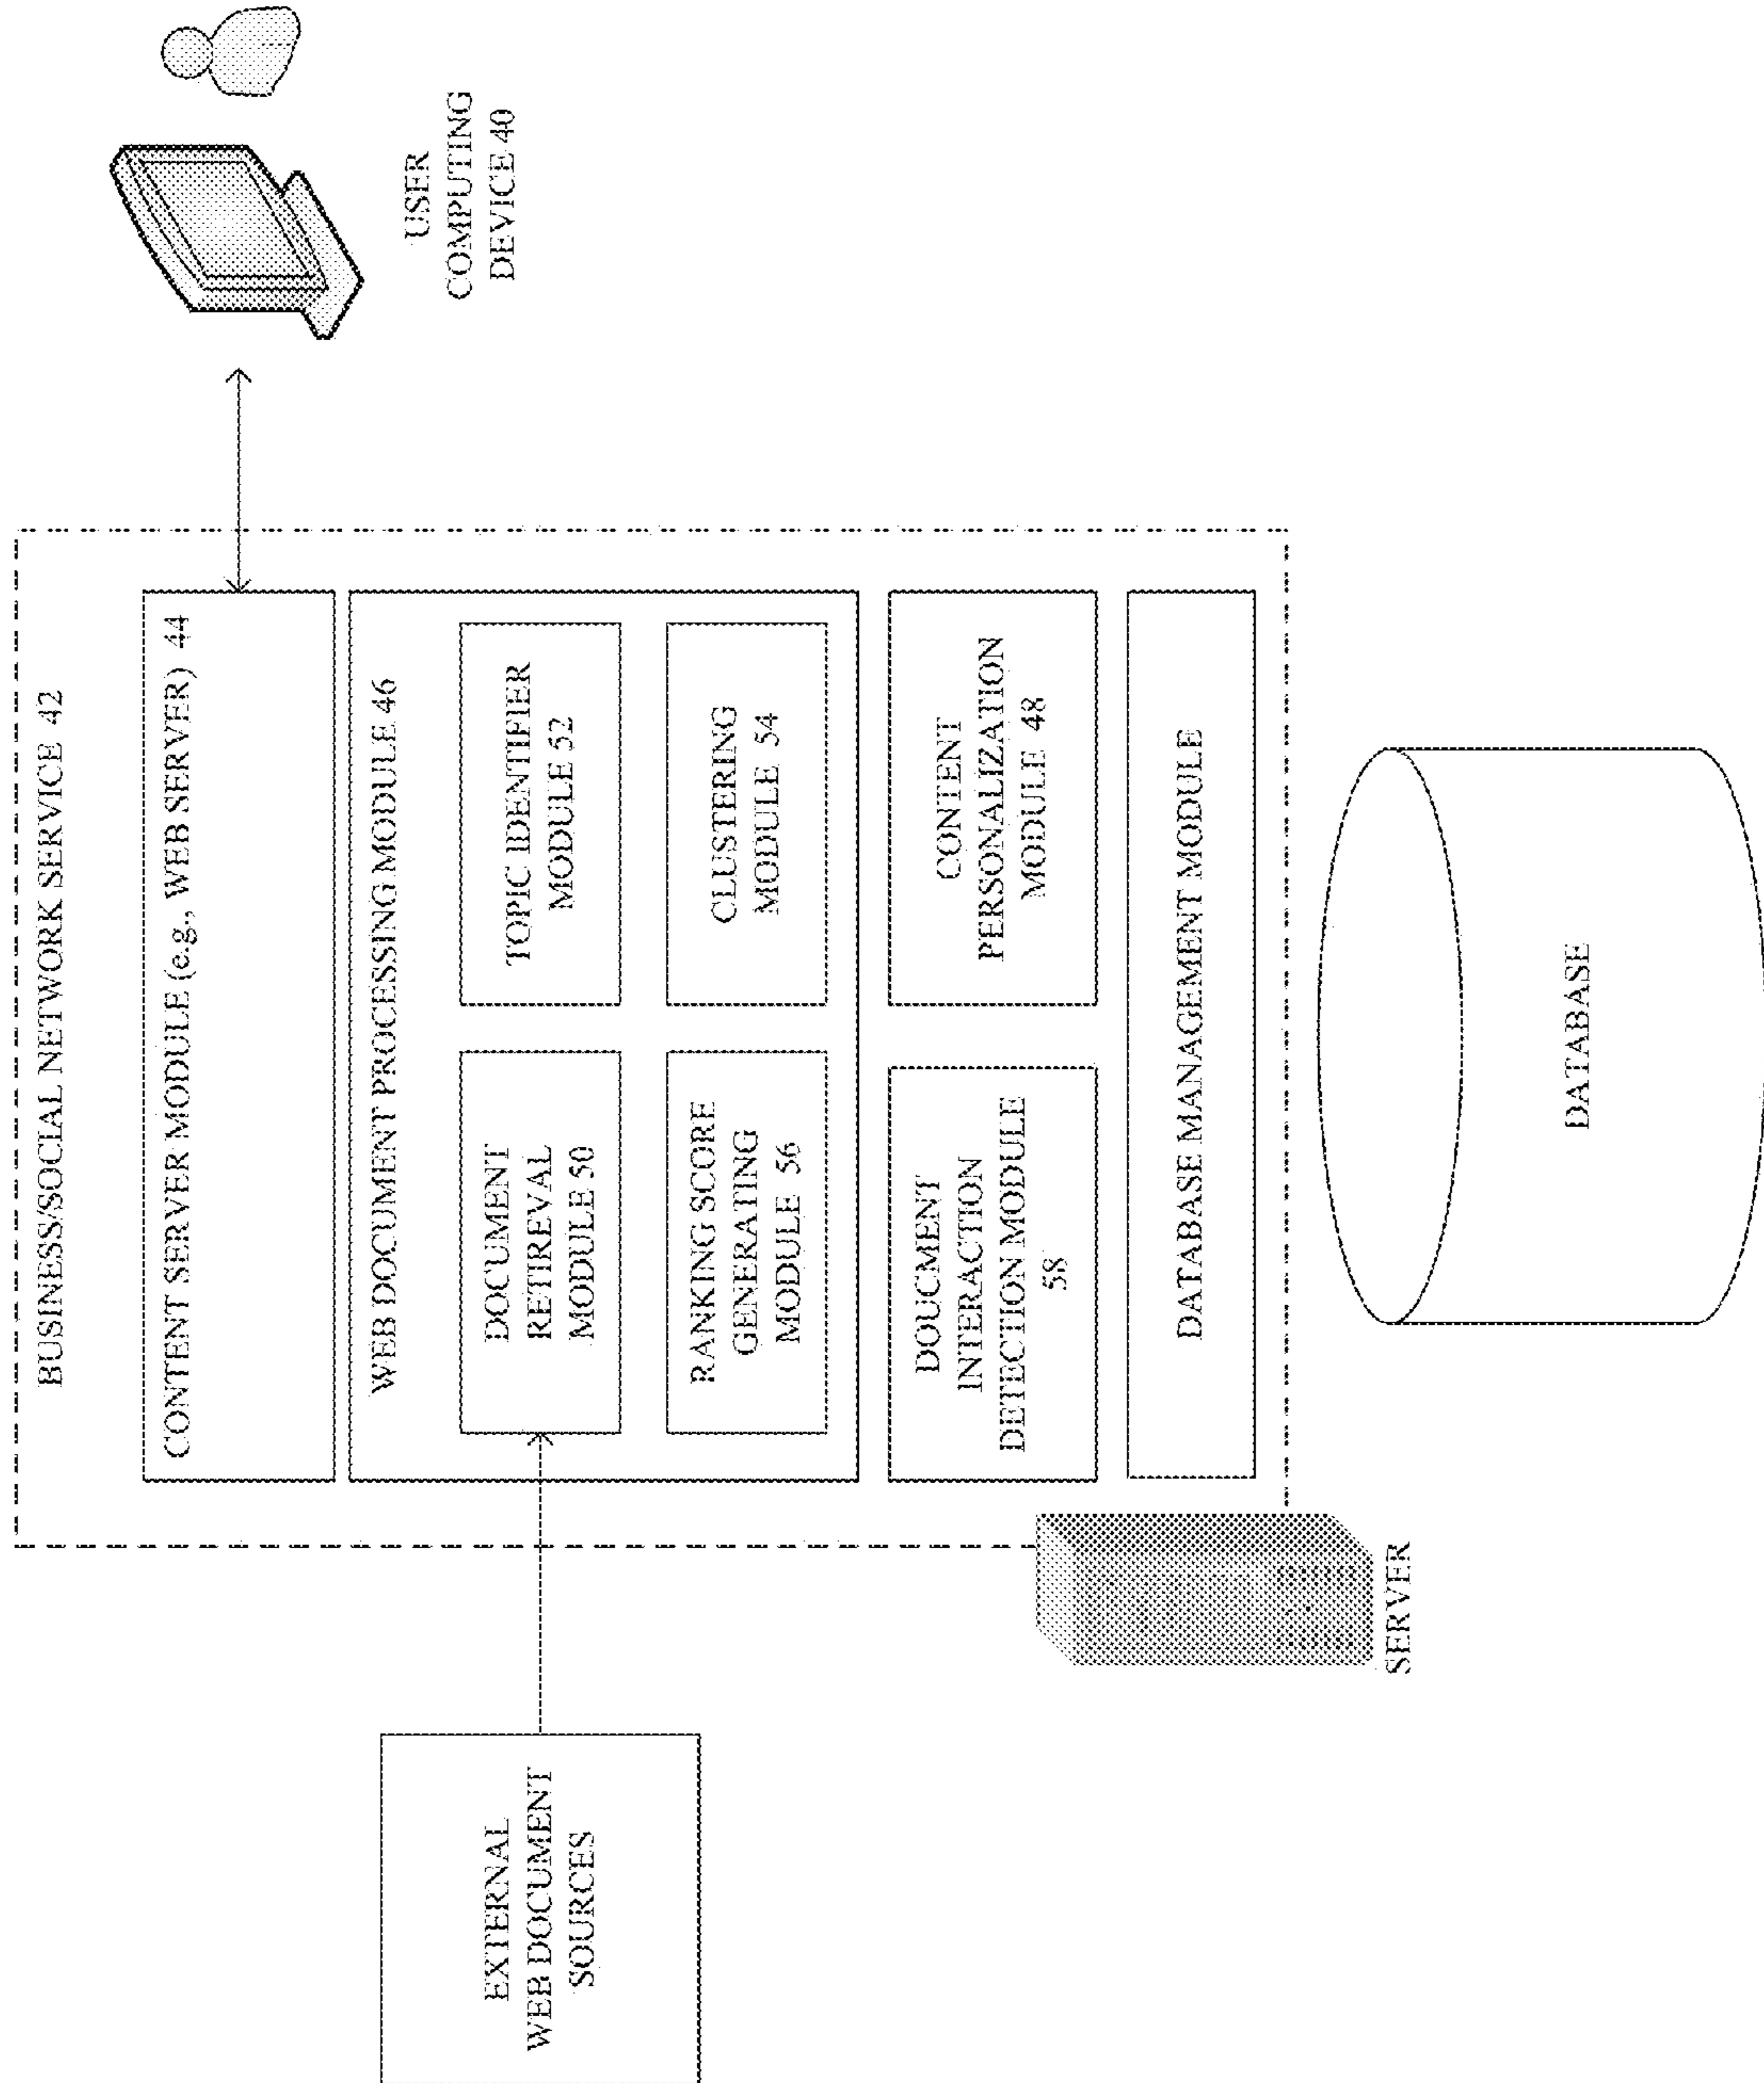 BUSINESS/SOCIAL NETWORK SERVICE 42
CONTENT SERVER MODULE (e.g., WEB SERVER) 44
WEB DOCUMENT PROCESSING MODULE 46
DOCUMENT
RETIREVAL
MODULE 50
TOPIC IDENTIFIER
MODULE 52
RANKING SCORE
GENERATING
MODULE 56
CLUSTERING
MODULE 54
DOUCMENT
INTERACTION
DETECTION MODULE
58
CONTENT
PERSONALIZATION
MODULE 48
DATABASE MANAGEMENT MODULE
EXTERNAL
WEB DOCUMENT
SOURCES
SERVER
DATABASE
USER
COMPUTING
DEVICE 40